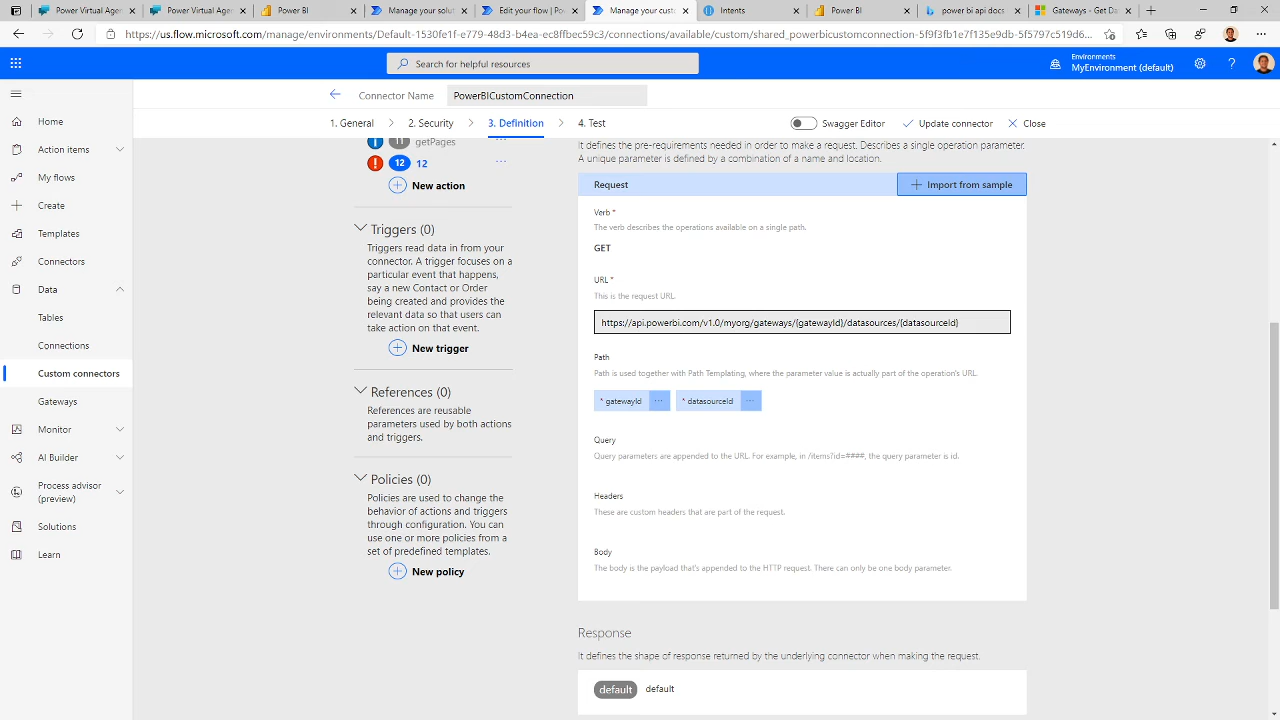 Power Virtual Age
Power Virtual Age
Power BI
Manage your solut
Edit your flow | Po
Manage your custo
Intents
Power BI
power bi api docs
Gateways - Get Da
https://us.flow.microsoft.com/manage/environments/Default-1530fe1f-e779-48d3-b4ea-ec8ffbec59c3/connections/available/custom/shared_powerbicustomconnection-5f9f3fb1e7f135e9db-5f5797c519d6...
Search for helpful resources
Environments
MyEnvironment (default)
?
Connector Name
PowerBICustomConnection
1. General
2. Security
3. Definition
4. Test
Swagger Editor
Update connector
Close
Home
Action items
My flows
Create
Templates
Connectors
Data
Tables
Connections
Custom connectors
Gateways
Monitor
AI Builder
Process advisor
(preview)
Solutions
Learn
11 getPages ...
12 12 ...
New action
Triggers (0)
Triggers read data in from your
connector. A trigger focuses on a
particular event that happens,
say a new Contact or Order
being created and provides the
relevant data so that users can
take action on that event.
New trigger
References (0)
References are reusable
parameters used by both actions
and triggers.
Policies (0)
Policies are used to change the
behavior of actions and triggers
through configuration. You can
use one or more policies from a
set of predefined templates.
New policy
It defines the pre-requirements needed in order to make a request. Describes a single operation parameter.
A unique parameter is defined by a combination of a name and location.
Request
Import from sample
Verb *
The verb describes the operations available on a single path.
GET
URL *
This is the request URL.
https://api.powerbi.com/v1.0/myorg/gateways/{gatewayId}/datasources/{datasourceId}
Path
Path is used together with Path Templating, where the parameter value is actually part of the operation's URL.
* gatewayId ...
* datasourceId ...
Query
Query parameters are appended to the URL. For example, in /items?id=####, the query parameter is id.
Headers
These are custom headers that are part of the request.
Body
The body is the payload that's appended to the HTTP request. There can only be one body parameter.
Response
It defines the shape of response returned by the underlying connector when making the request.
default default